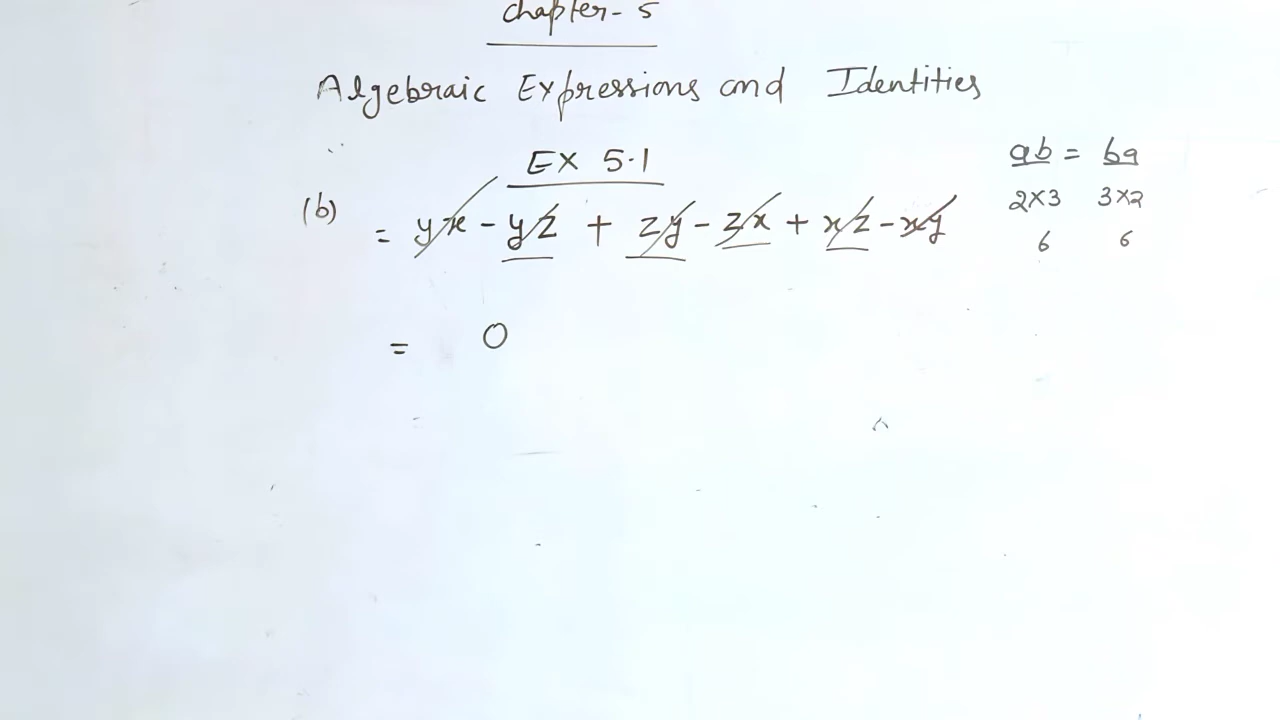 Chapter - 5
Algebraic Expressions and Identities
Ex 5.1
ab = ba
(b)
2×3 3×2
= yx - yz + zy - zx + xz - xy
6 6
= 0